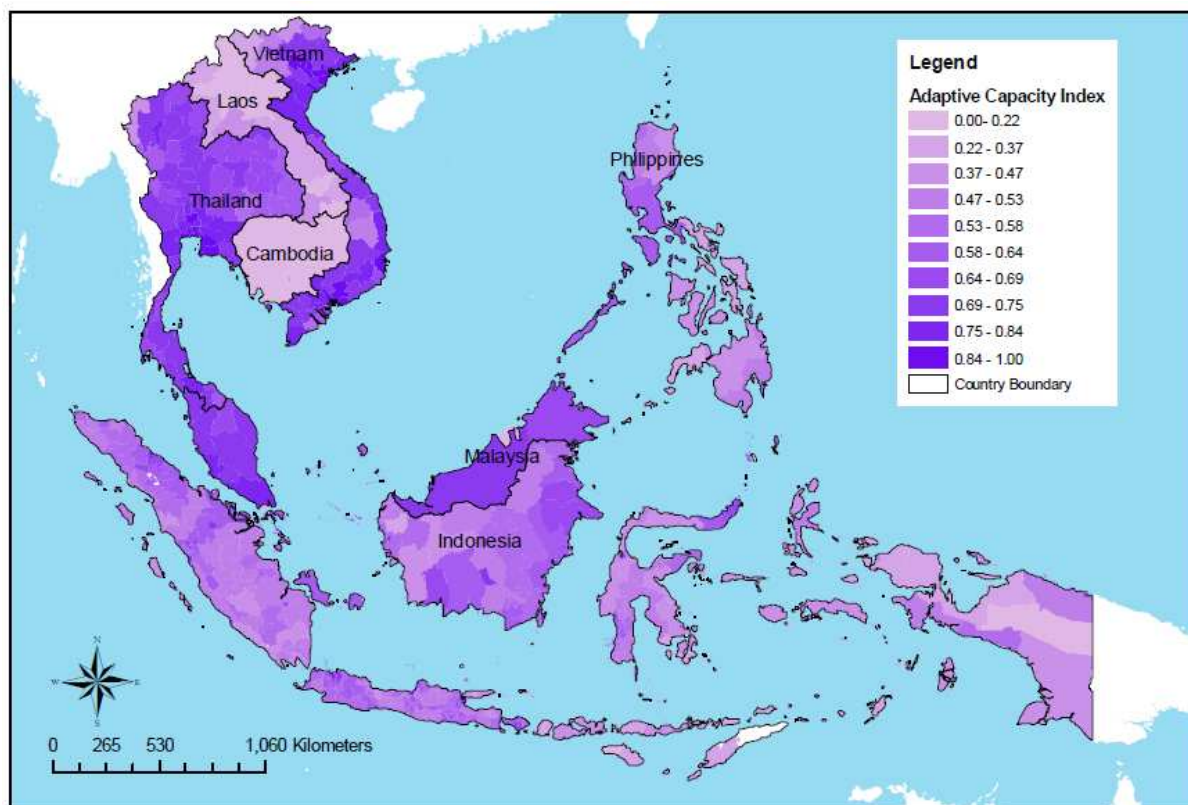 Vietnam
Laos
Thailand
Cambodia
Philippines
Malaysia
Indonesia
Legend
Adaptive Capacity Index
0.00- 0.22
0.22 - 0.37
0.37 - 0.47
0.47 - 0.53
0.53 - 0.58
0.58 - 0.64
0.64 - 0.69
0.69 - 0.75
0.75 - 0.84
0.84 - 1.00
Country Boundary
N
W E
S
0 265 530 1,060 Kilometers